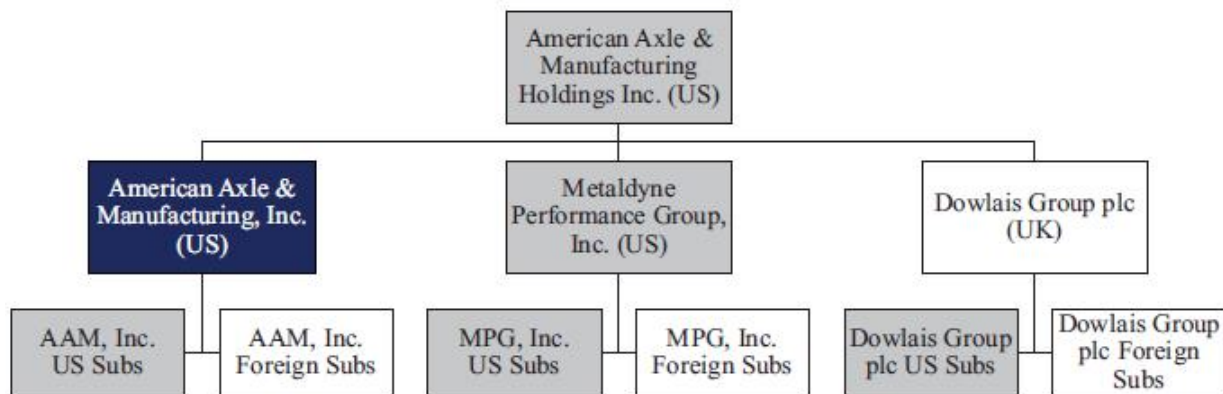 American Axle &
Manufacturing
Holdings Inc. (US)
American Axle &
Manufacturing, Inc.
(US)
Metaldyne
Performance Group,
Inc. (US)
Dowlais Group plc
(UK)
AAM, Inc.
US Subs
AAM, Inc.
Foreign Subs
MPG, Inc.
US Subs
MPG, Inc.
Foreign Subs
Dowlais Group
plc US Subs
Dowlais Group
plc Foreign
Subs